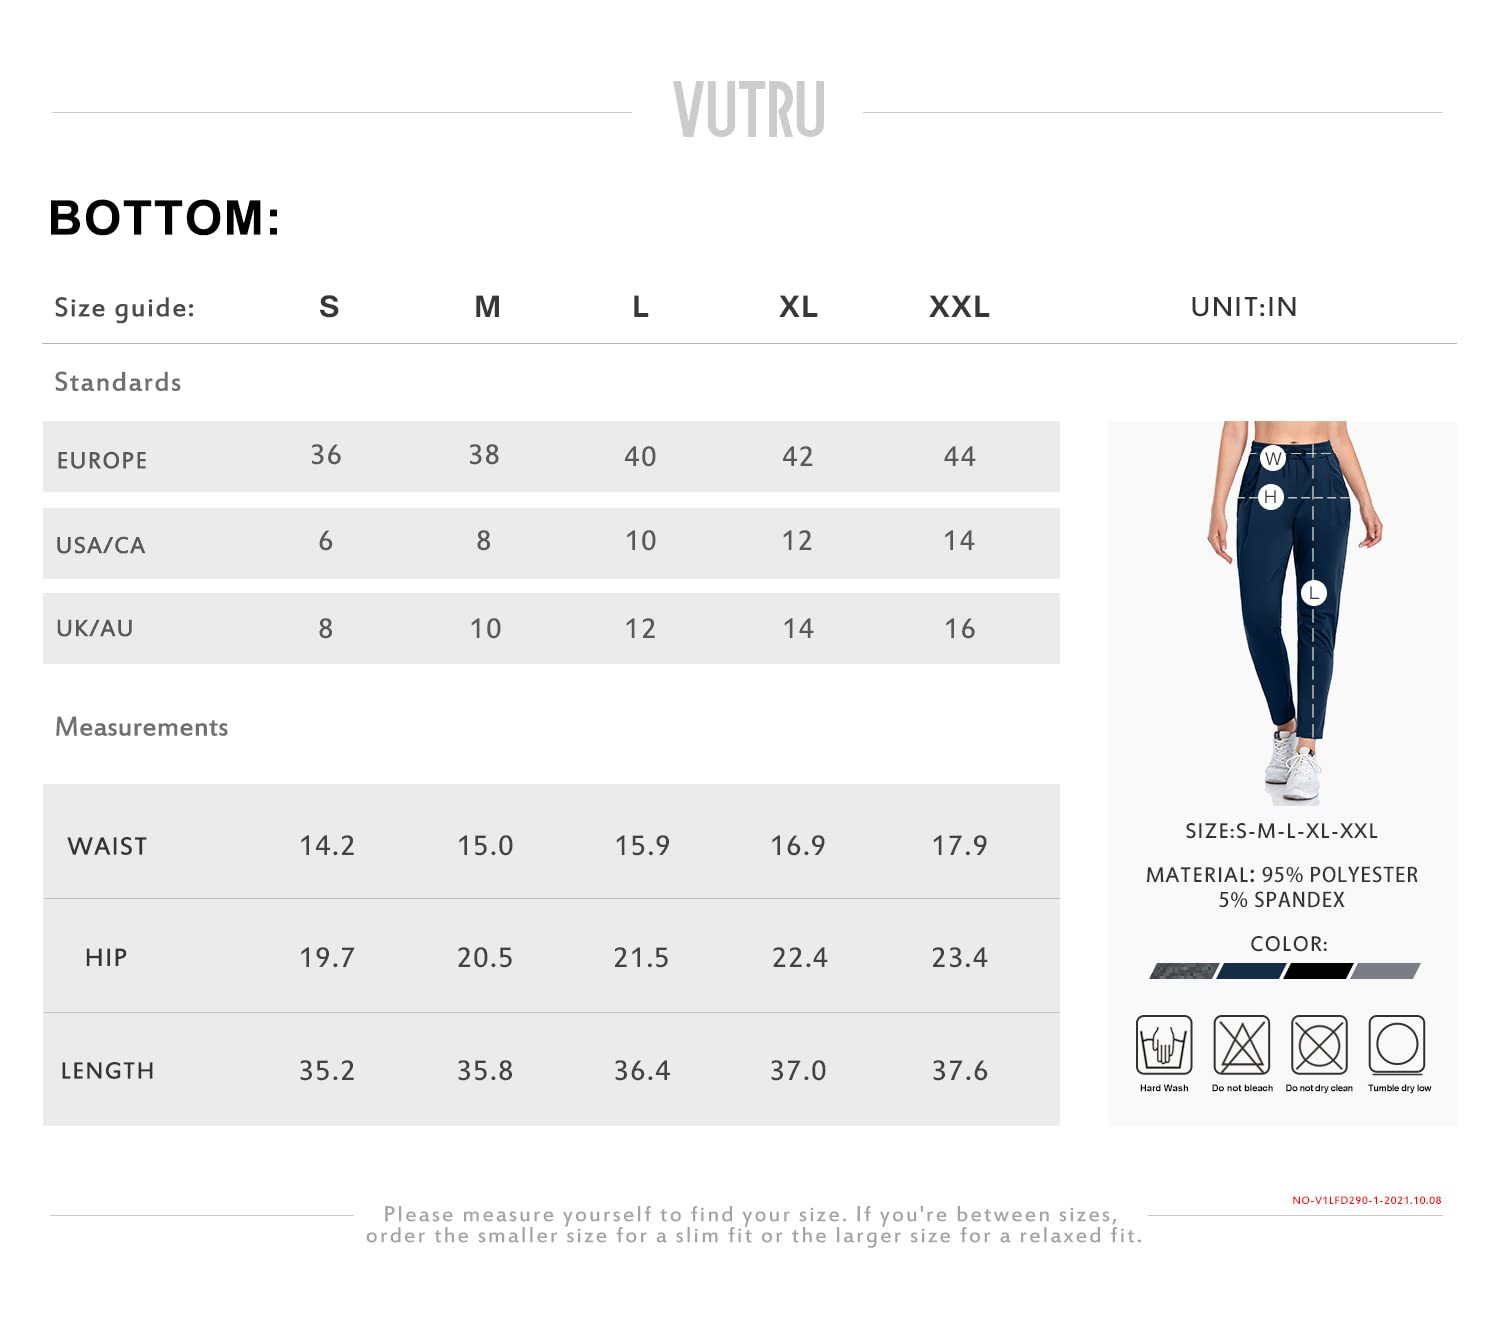 VUTRU
BOTTOM:
Size guide: S M L XL XXL UNIT:IN
Standards
EUROPE 36 38 40 42 44
USA/CA 6 8 10 12 14
UK/AU 8 10 12 14 16
Measurements
WAIST 14.2 15.0 15.9 16.9 17.9
HIP 19.7 20.5 21.5 22.4 23.4
LENGTH 35.2 35.8 36.4 37.0 37.6
W
H
L
SIZE:S-M-L-XL-XXL
MATERIAL: 95% POLYESTER
5% SPANDEX
COLOR:
Hard Wash Do not bleach Do not dry clean Tumble dry low
NO-V1LFD290-1-2021.10.08
Please measure yourself to find your size. If you're between sizes,
order the smaller size for a slim fit or the larger size for a relaxed fit.